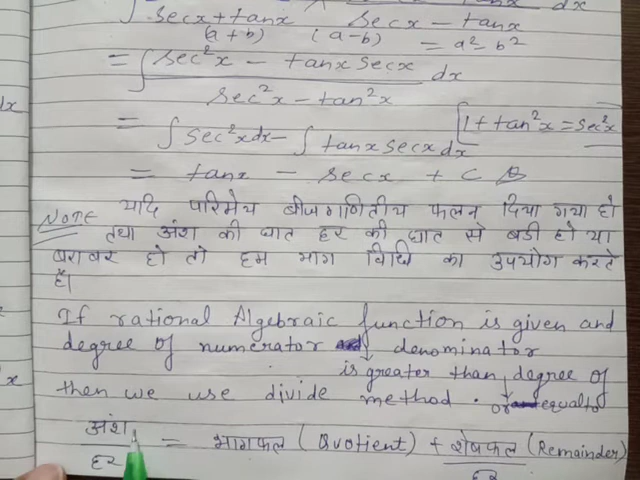 ∫ secx + tanx secx - tanx dx
(a+b) (a-b) = a² - b²
= ∫ sec²x - tanx secx / sec²x - tan²x dx
= ∫ sec²x dx - ∫ tanx secx dx [1 + tan²x = sec²x
= tanx - secx + C
NOTE यदि परिमेय बीजगणितीय फलन दिया गया हो
तथा अंश की घात हर की घात से बडी हो या
बराबर हो तो हम भाग विधि का उपयोग करते
हैं।
If rational Algebraic function is given and
degree of numerator denominator
is greater than degree of
then we use divide method . or equal to
अंश / हर = भागफल (Quotient) + शेषफल (Remainder) / हर
dx
x